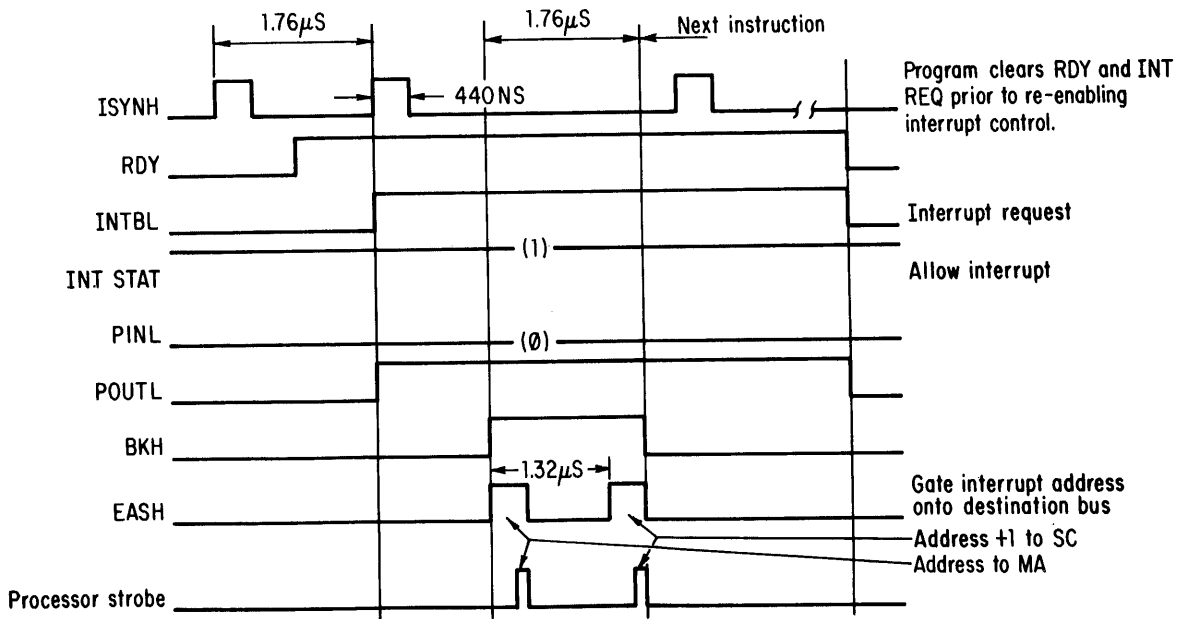 1.76μS
1.76μS
Next instruction
ISYNH
440NS
Program clears RDY and INT
REQ prior to re-enabling
interrupt control.
RDY
INTBL
Interrupt request
(1)
INT STAT
Allow interrupt
PINL
(Ø)
POUTL
BKH
1.32μS
EASH
Gate interrupt address
onto destination bus
Address +1 to SC
Address to MA
Processor strobe